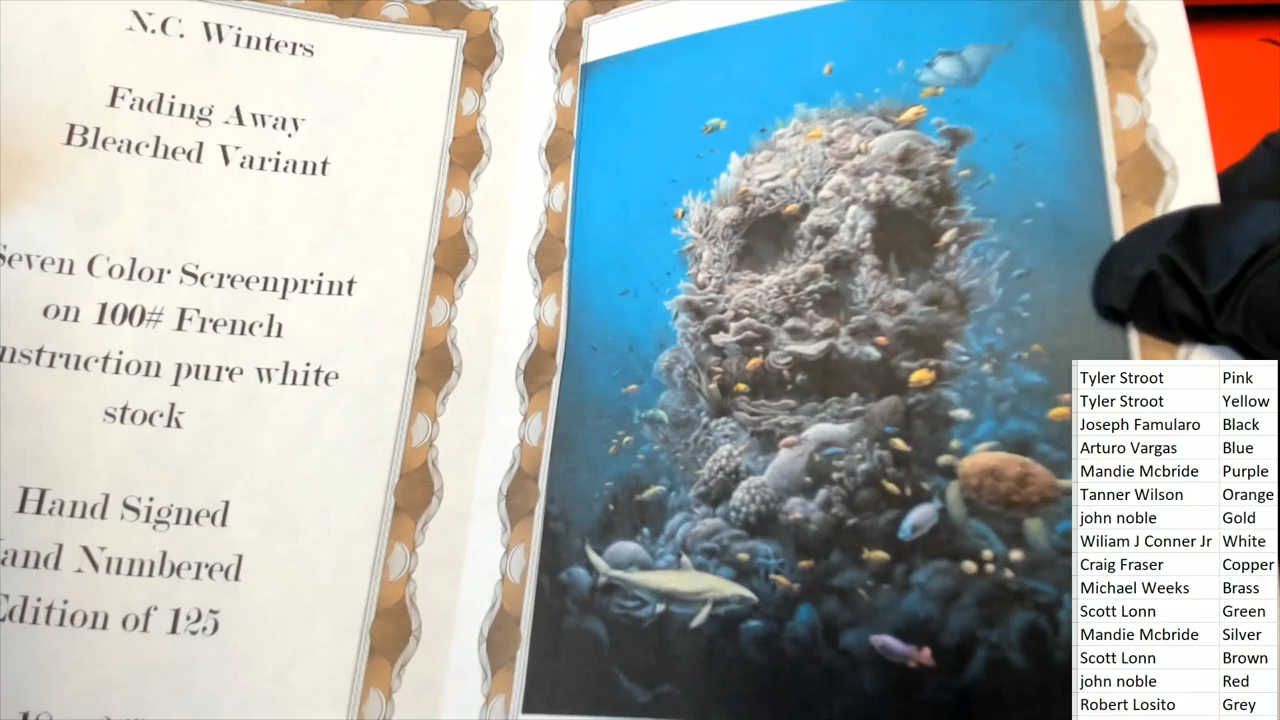 N.C. Winters
Fading Away
Bleached Variant
Seven Color Screenprint
on 100# French
nstruction pure white
stock
Hand Signed
and Numbered
Edition of 125
Tyler Stroot Pink
Tyler Stroot Yellow
Joseph Famularo Black
Arturo Vargas Blue
Mandie Mcbride Purple
Tanner Wilson Orange
john noble Gold
Wiliam J Conner Jr White
Craig Fraser Copper
Michael Weeks Brass
Scott Lonn Green
Mandie Mcbride Silver
Scott Lonn Brown
john noble Red
Robert Losito Grey